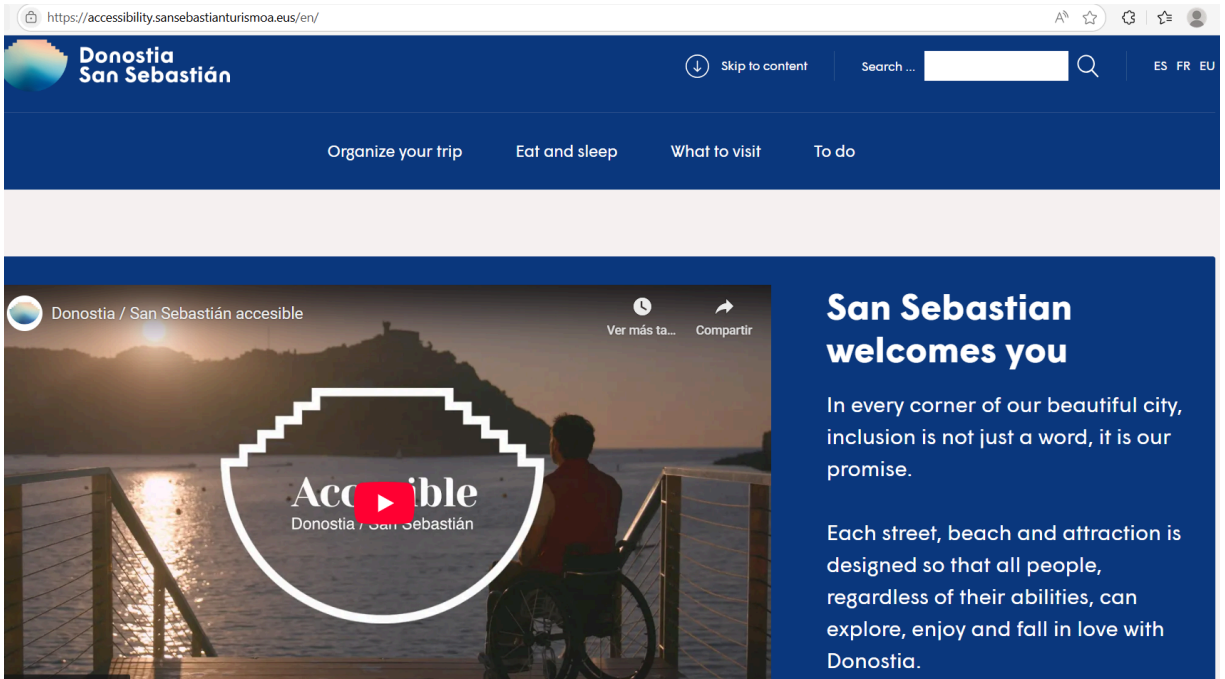 https://accessibility.sansebastianturismoa.eus/en/
Donostia
San Sebastián
Skip to content
Search ...
ES FR EU
Organize your trip
Eat and sleep
What to visit
To do
Donostia / San Sebastián accesible
Ver más ta...
Compartir
Donostia / San Sebastián
San Sebastian
welcomes you
In every corner of our beautiful city,
inclusion is not just a word, it is our
promise.
Each street, beach and attraction is
designed so that all people,
regardless of their abilities, can
explore, enjoy and fall in love with
Donostia.